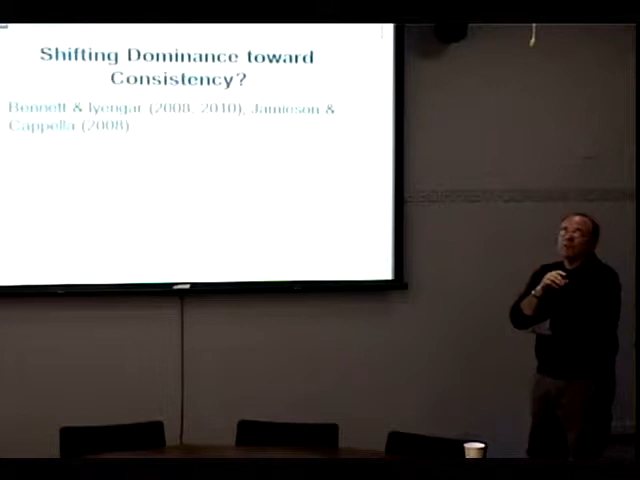 Shifting Dominance toward
Consistency?
Bennett & Iyengar (2008, 2010), Jamieson &
Cappella (2008)